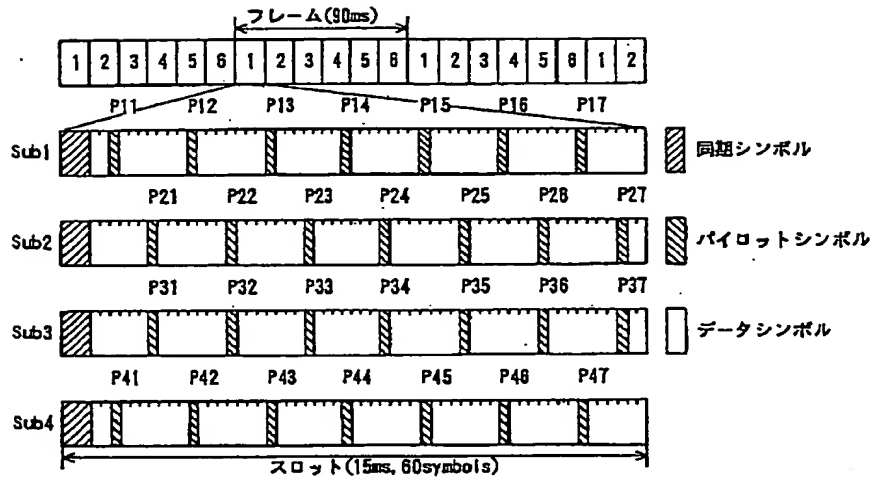 フレーム(90ms)
1 2 3 4 5 6 1 2 3 4 5 6 1 2 3 4 5 6 1 2
P11 P12 P13 P14 P15 P16 P17
Sub1
同期シンボル
P21 P22 P23 P24 P25 P26 P27
Sub2
パイロットシンボル
P31 P32 P33 P34 P35 P36 P37
Sub3
データシンボル
P41 P42 P43 P44 P45 P46 P47
Sub4
スロット(15ms, 60symbols)